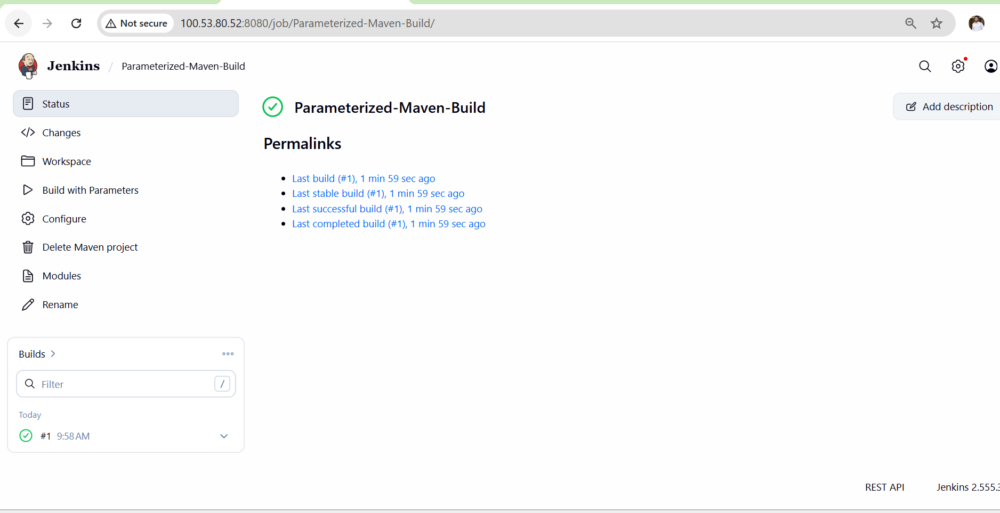 Not secure 100.53.80.52:8080/job/Parameterized-Maven-Build/
Jenkins / Parameterized-Maven-Build
Status
Changes
Workspace
Build with Parameters
Configure
Delete Maven project
Modules
Rename
Builds
Filter /
Today
#1 9:58 AM
Parameterized-Maven-Build
Add description
Permalinks
Last build (#1), 1 min 59 sec ago
Last stable build (#1), 1 min 59 sec ago
Last successful build (#1), 1 min 59 sec ago
Last completed build (#1), 1 min 59 sec ago
REST API
Jenkins 2.555.3